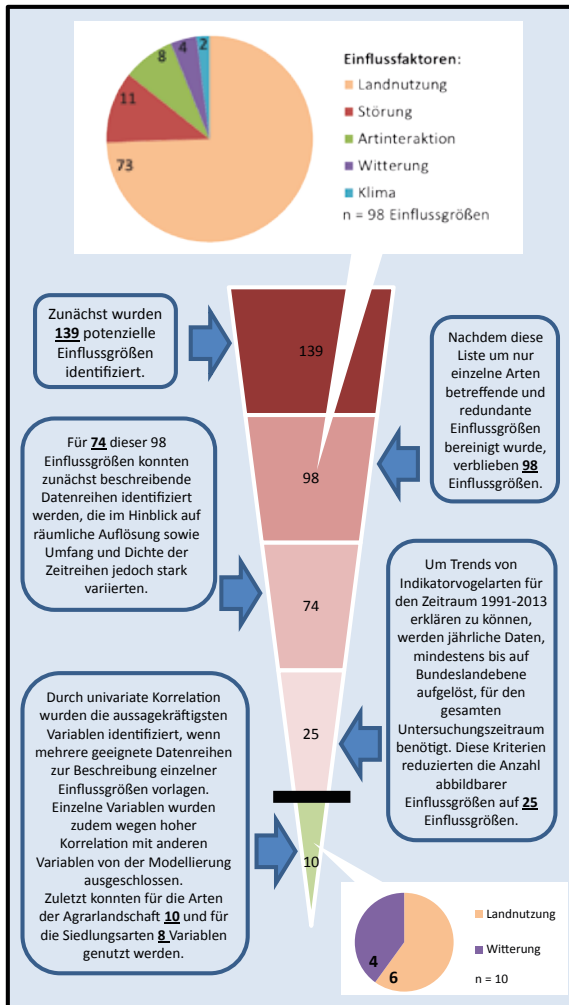 2
4
8
11
73
Einflussfaktoren:
Landnutzung
Störung
Artinteraktion
Witterung
Klima
n = 98 Einflussgrößen
Zunächst wurden
139 potenzielle
Einflussgrößen
identifiziert.
139
Nachdem diese
Liste um nur
einzelne Arten
betreffende und
redundante
Einflussgrößen
bereinigt wurde,
verblieben 98
Einflussgrößen.
98
Für 74 dieser 98
Einflussgrößen konnten
zunächst beschreibende
Datenreihen identifiziert
werden, die im Hinblick auf
räumliche Auflösung sowie
Umfang und Dichte der
Zeitreihen jedoch stark
variierten.
74
Um Trends von
Indikatorvogelarten für
den Zeitraum 1991-2013
erklären zu können,
werden jährliche Daten,
mindestens bis auf
Bundeslandebene
aufgelöst, für den
gesamten
Untersuchungszeitraum
benötigt. Diese Kriterien
reduzierten die Anzahl
abbildbarer
Einflussgrößen auf 25
Einflussgrößen.
25
Durch univariate Korrelation
wurden die aussagekräftigsten
Variablen identifiziert, wenn
mehrere geeignete Datenreihen
zur Beschreibung einzelner
Einflussgrößen vorlagen.
Einzelne Variablen wurden
zudem wegen hoher
Korrelation mit anderen
Variablen von der Modellierung
ausgeschlossen.
Zuletzt konnten für die Arten
der Agrarlandschaft 10 und für
die Siedlungsarten 8 Variablen
genutzt werden.
10
4
6
Landnutzung
Witterung
n = 10